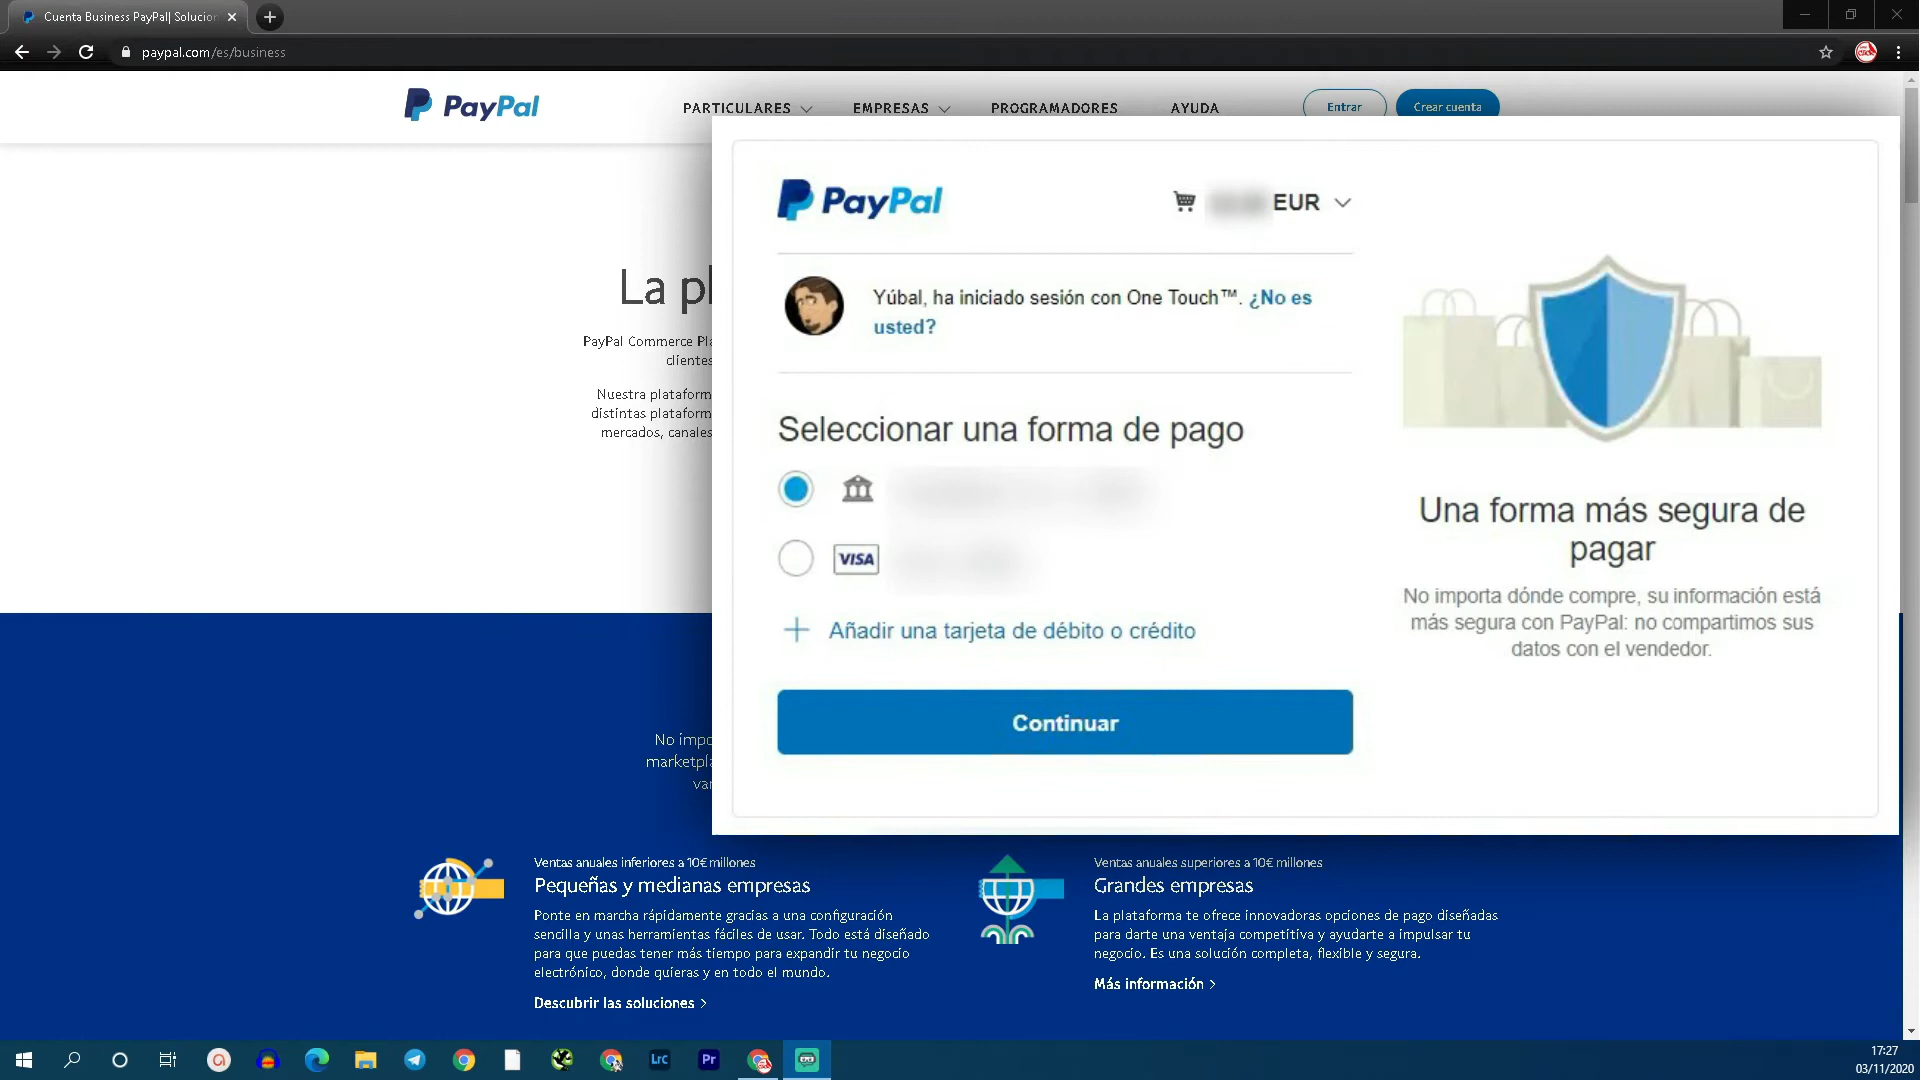 Cuenta Business PayPal| Solucion
paypal.com/es/business
PayPal
PARTICULARES
EMPRESAS
PROGRAMADORES
AYUDA
Entrar
Crear cuenta
La pl
PayPal Commerce Pla
clientes
Nuestra plataform
distintas plataform
mercados, canales
PayPal
EUR
Yúbal, ha iniciado sesión con One Touch™. ¿No es
usted?
Seleccionar una forma de pago
VISA
Añadir una tarjeta de débito o crédito
Continuar
Una forma más segura de
pagar
No importa dónde compre, su información está
más segura con PayPal: no compartimos sus
datos con el vendedor.
No impo
marketpla
var
Ventas anuales inferiores a 10€ millones
Pequeñas y medianas empresas
Ponte en marcha rápidamente gracias a una configuración
sencilla y unas herramientas fáciles de usar. Todo está diseñado
para que puedas tener más tiempo para expandir tu negocio
electrónico, donde quieras y en todo el mundo.
Descubrir las soluciones >
Ventas anuales superiores a 10€ millones
Grandes empresas
La plataforma te ofrece innovadoras opciones de pago diseñadas
para darte una ventaja competitiva y ayudarte a impulsar tu
negocio. Es una solución completa, flexible y segura.
Más información >
Lrc
Pr
17:27
03/11/2020